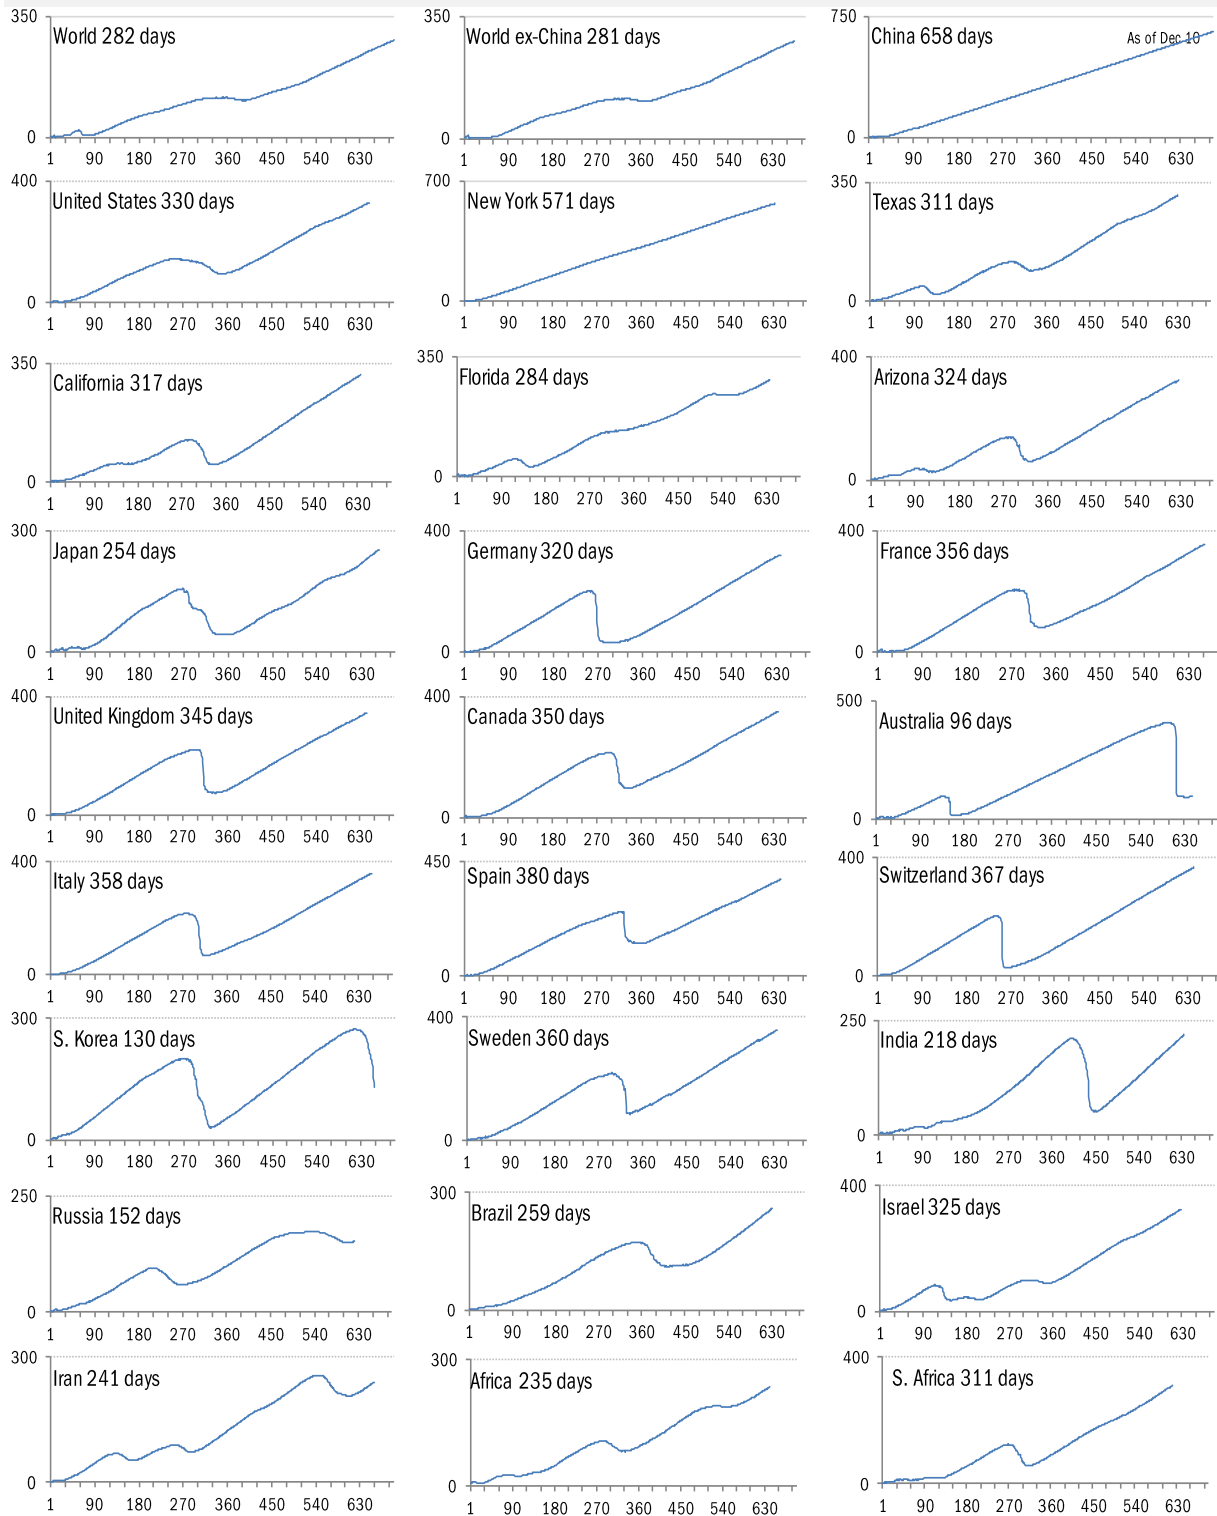 350 350 750
World 282 days World ex-China 281 days China 658 days As of Dec 10
0 0 0
1 90 180 270 360 450 540 630 1 90 180 270 360 450 540 630 1 90 180 270 360 450 540 630
400 700 350
United States 330 days New York 571 days Texas 311 days
0 0 0
1 90 180 270 360 450 540 630 1 90 180 270 360 450 540 630 1 90 180 270 360 450 540 630
350 350 400
California 317 days Florida 284 days Arizona 324 days
0 0 0
1 90 180 270 360 450 540 630 1 90 180 270 360 450 540 630 1 90 180 270 360 450 540 630
300 400 400
Japan 254 days Germany 320 days France 356 days
0 0 0
1 90 180 270 360 450 540 630 1 90 180 270 360 450 540 630 1 90 180 270 360 450 540 630
400 400 500
United Kingdom 345 days Canada 350 days Australia 96 days
0 0 0
1 90 180 270 360 450 540 630 1 90 180 270 360 450 540 630 1 90 180 270 360 450 540 630
400 450 400
Italy 358 days Spain 380 days Switzerland 367 days
0 0 0
1 90 180 270 360 450 540 630 1 90 180 270 360 450 540 630 1 90 180 270 360 450 540 630
300 400 250
S. Korea 130 days Sweden 360 days India 218 days
0 0 0
1 90 180 270 360 450 540 630 1 90 180 270 360 450 540 630 1 90 180 270 360 450 540 630
250 300 400
Russia 152 days Brazil 259 days Israel 325 days
0 0 0
1 90 180 270 360 450 540 630 1 90 180 270 360 450 540 630 1 90 180 270 360 450 540 630
300 300 400
Iran 241 days Africa 235 days S. Africa 311 days
0 0 0
1 90 180 270 360 450 540 630 1 90 180 270 360 450 540 630 1 90 180 270 360 450 540 630